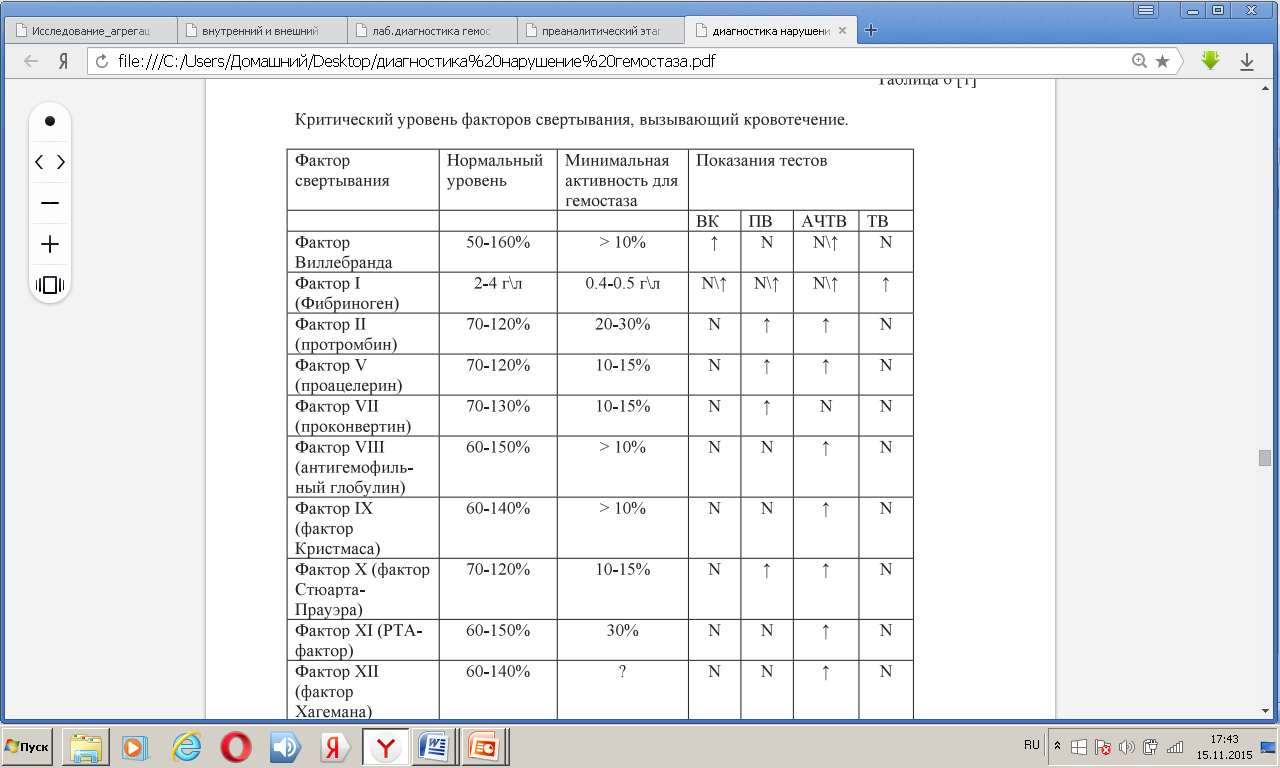 Исследование_агрегац
внутренний и внешний
лаб.диагностика гемос
преаналитический этап
диагностика нарушени
file:///C:/Users/Домашний/Desktop/диагностика%20нарушение%20гемостаза.pdf
Таблица 6 [1]
Критический уровень факторов свертывания, вызывающий кровотечение.
Фактор свертывания Нормальный уровень Минимальная активность для гемостаза Показания тестов
ВК ПВ АЧТВ ТВ
Фактор Виллебранда 50-160% > 10% ↑ N N\↑ N
Фактор I (Фибриноген) 2-4 г\л 0.4-0.5 г\л N\↑ N\↑ N\↑ ↑
Фактор II (протромбин) 70-120% 20-30% N ↑ ↑ N
Фактор V (проацелерин) 70-120% 10-15% N ↑ ↑ N
Фактор VII (проконвертин) 70-130% 10-15% N ↑ N N
Фактор VIII (антигемофиль-ный глобулин) 60-150% > 10% N N ↑ N
Фактор IX (фактор Кристмаса) 60-140% > 10% N N ↑ N
Фактор X (фактор Стюарта-Прауэра) 70-120% 10-15% N ↑ ↑ N
Фактор XI (РТА-фактор) 60-150% 30% N N ↑ N
Фактор XII (фактор Хагемана) 60-140% ? N N ↑ N
Пуск
RU
17:43
15.11.2015